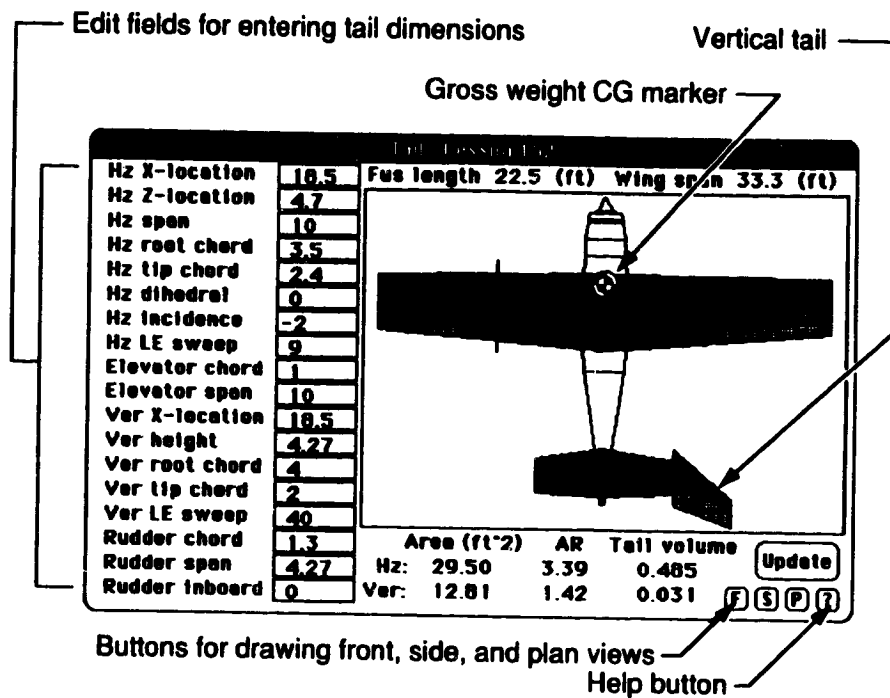 Edit fields for entering tail dimensions
Vertical tail
Gross weight CG marker
Hz X-location 18.5
Hz Z-location 4.7
Hz span 10
Hz root chord 3.5
Hz tip chord 2.4
Hz dihedral 0
Hz incidence -2
Hz LE sweep 9
Elevator chord 1
Elevator span 10
Ver X-location 18.5
Ver height 4.27
Ver root chord 4
Ver tip chord 2
Ver LE sweep 40
Rudder chord 1.3
Rudder span 4.27
Rudder inboard 0
Fus length 22.5 (ft) Wing span 33.3 (ft)
Area (ft^2) AR Tail volume
Hz: 29.50 3.39 0.485
Ver: 12.81 1.42 0.031
Update
F S P ?
Buttons for drawing front, side, and plan views
Help button